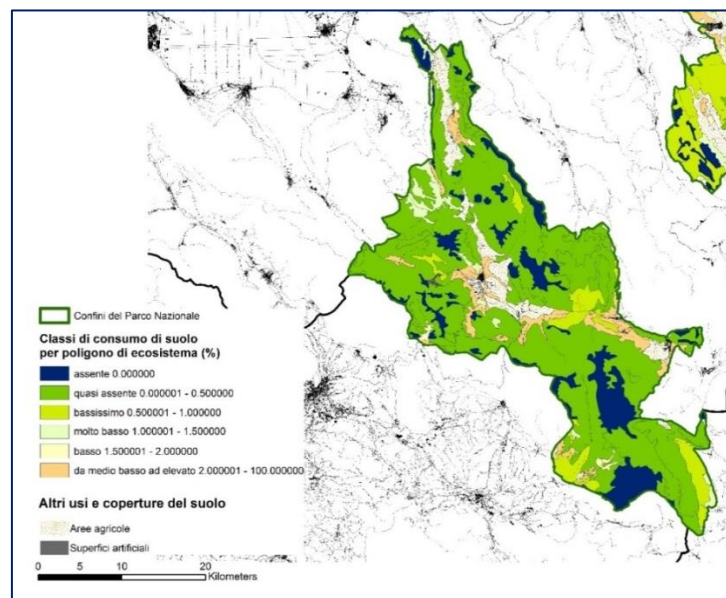 Confini del Parco Nazionale
Classi di consumo di suolo
per poligono di ecosistema (%)
assente 0.000000
quasi assente 0.000001 - 0.500000
bassissimo 0.500001 - 1.000000
molto basso 1.000001 - 1.500000
basso 1.500001 - 2.000000
da medio basso ad elevato 2.000001 - 100.000000
Altri usi e coperture del suolo
Aree agricole
Superfici artificiali
0 10 20
Kilometers